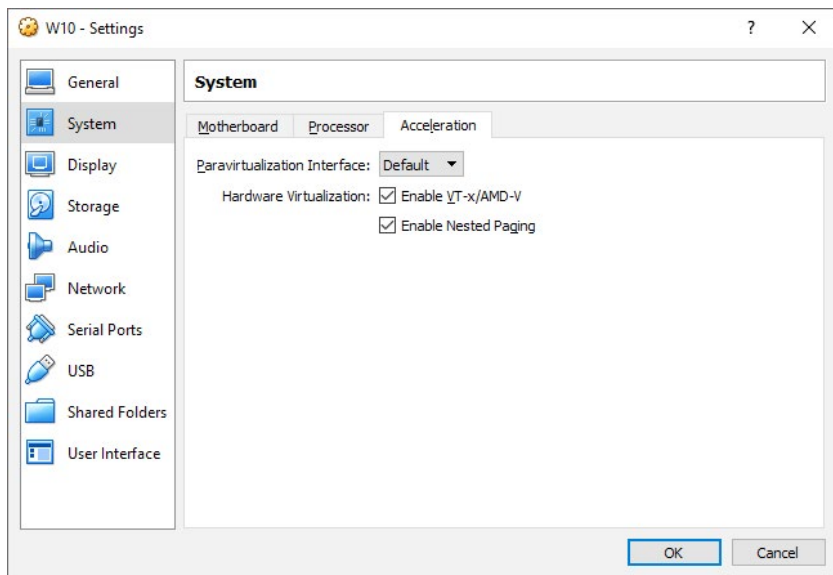 W10 - Settings
?
General
System
Display
Storage
Audio
Network
Serial Ports
USB
Shared Folders
User Interface
System
Motherboard Processor Acceleration
Paravirtualization Interface: Default
Hardware Virtualization: Enable VT-x/AMD-V
Enable Nested Paging
OK Cancel